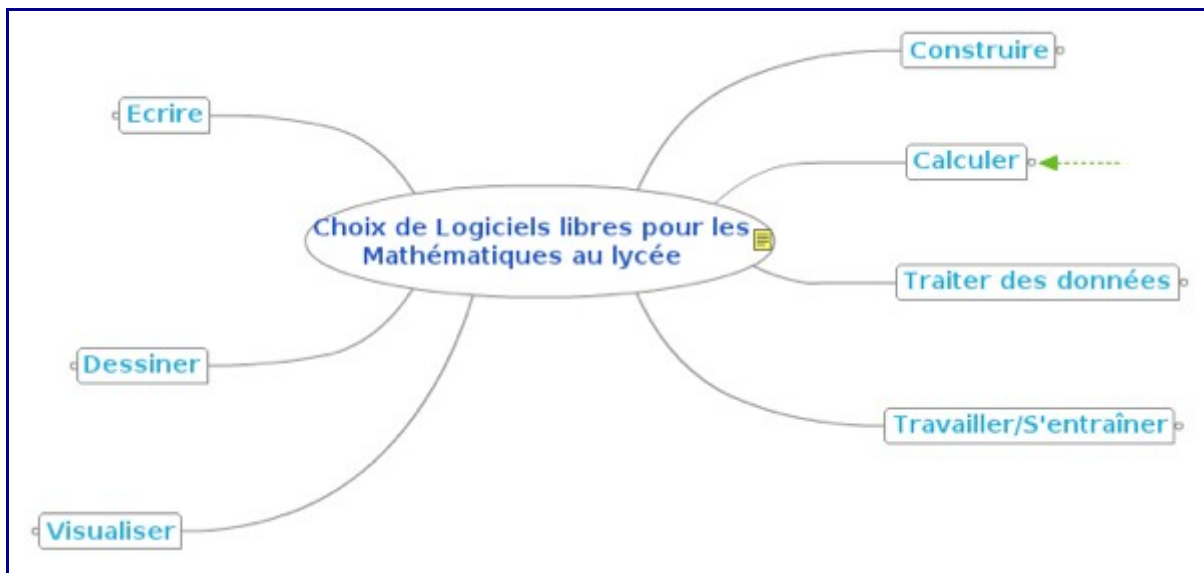 Construire
Ecrire
Calculer
Choix de Logiciels libres pour les
Mathématiques au lycée
Traiter des données
Dessiner
Travailler/S'entraîner
Visualiser